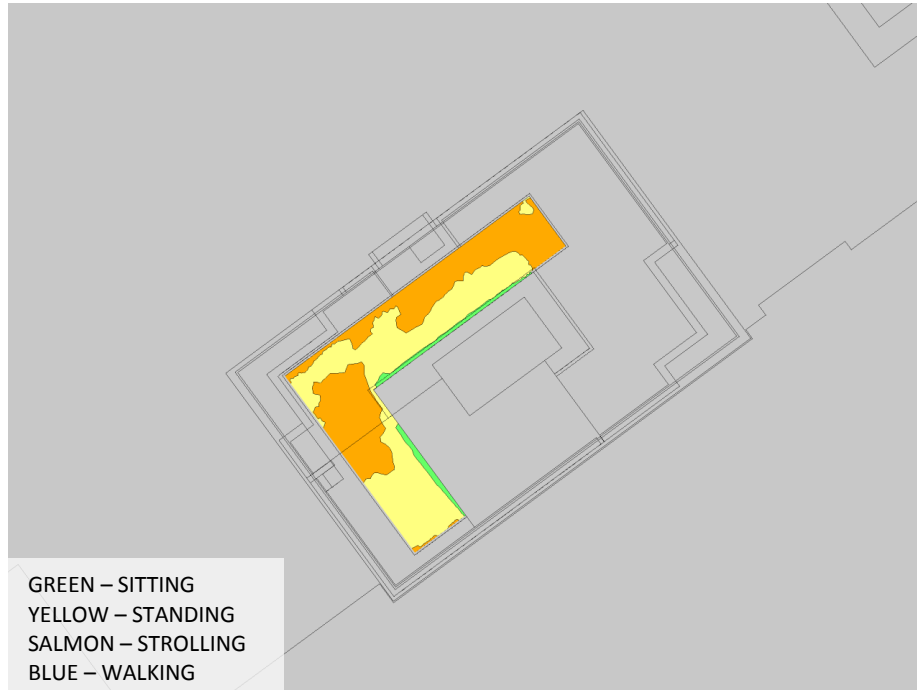 GREEN – SITTING
YELLOW – STANDING
SALMON – STROLLING
BLUE – WALKING